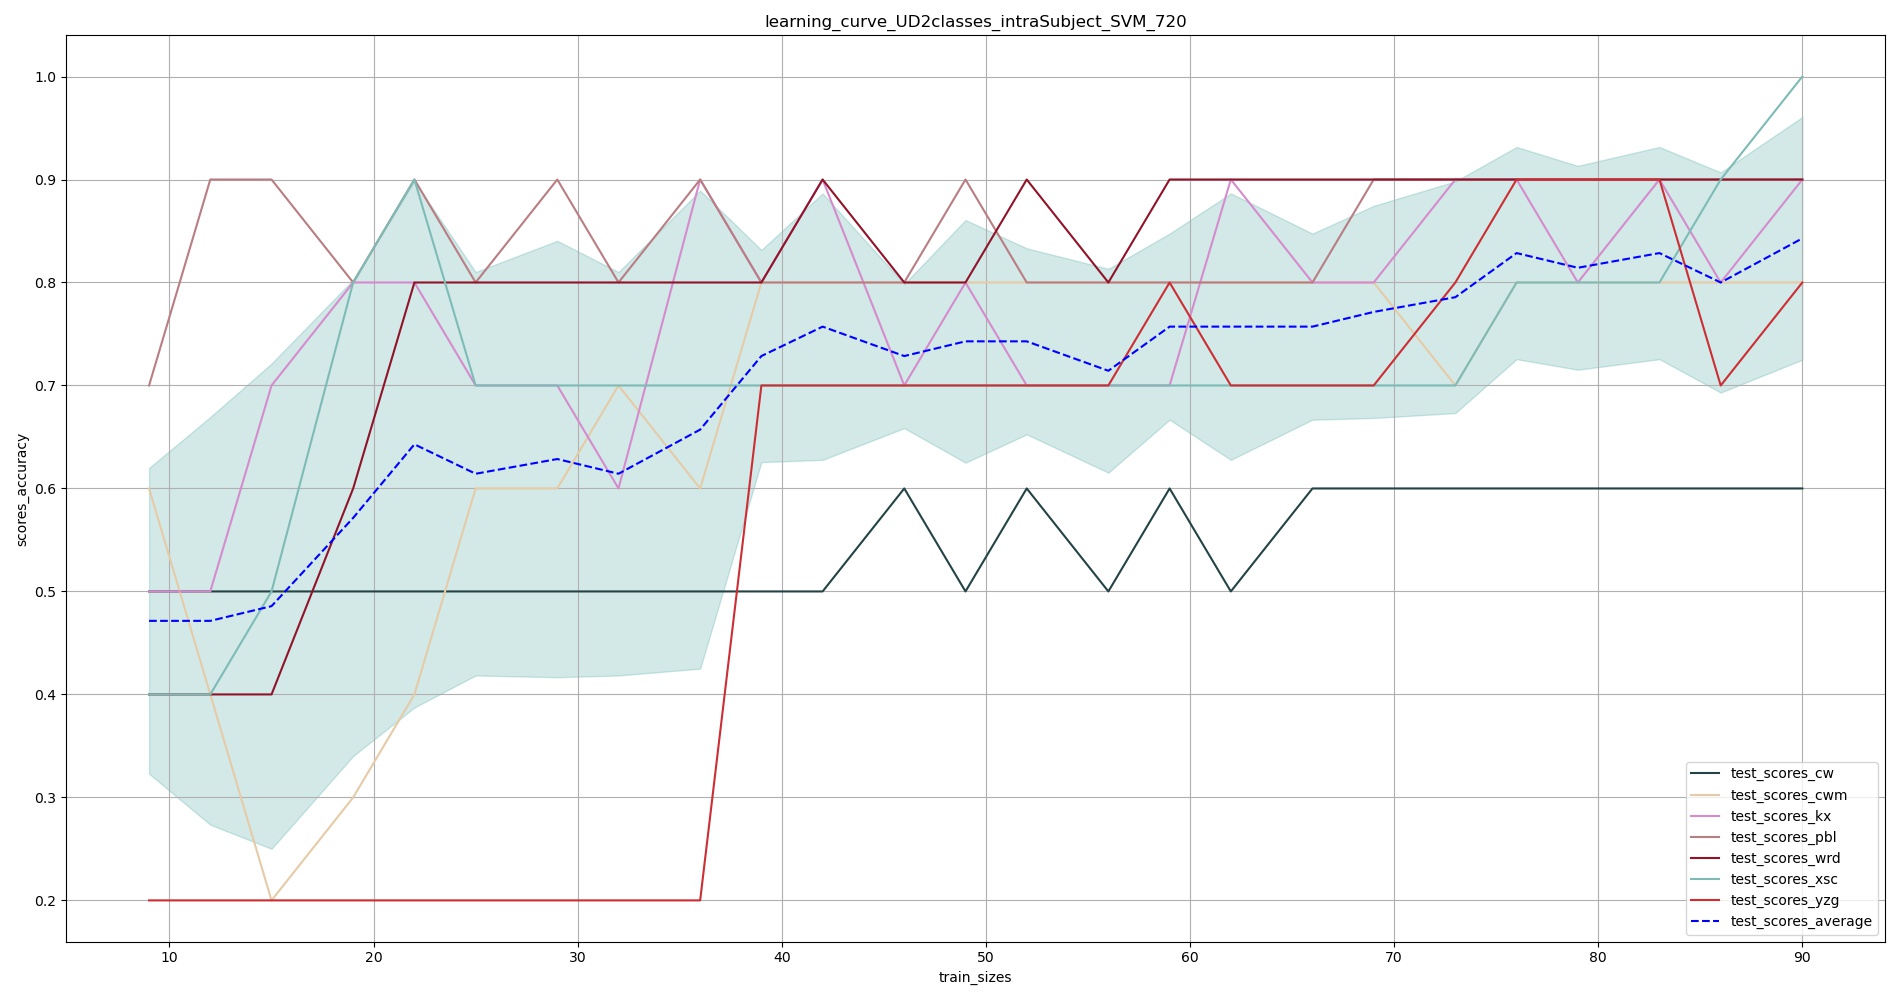 learning_curve_UD2classes_intraSubject_SVM_720
scores_accuracy
1.0
0.9
0.8
0.7
0.6
0.5
0.4
0.3
0.2
10 20 30 40 50 60 70 80 90
train_sizes
test_scores_cw
test_scores_cwm
test_scores_kx
test_scores_pbl
test_scores_wrd
test_scores_xsc
test_scores_yzg
test_scores_average